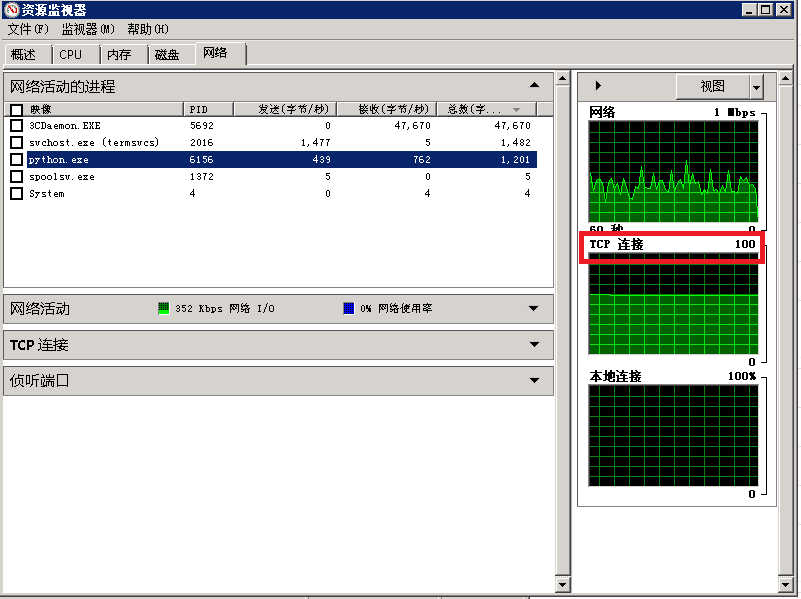 资源监视器
文件(F) 监视器(M) 帮助(H)
概述 CPU 内存 磁盘 网络
网络活动的进程
映像 PID 发送(字节/秒) 接收(字节/秒) 总数(字...
3CDaemon.EXE 5692 0 47,670 47,670
svchost.exe (termsvcs) 2016 1,477 5 1,482
python.exe 6156 439 762 1,201
spoolsv.exe 1372 5 0 5
System 4 0 4 4
网络活动 352 Kbps 网络 I/O 0% 网络使用率
TCP 连接
侦听端口
视图
网络 1 Mbps
60 秒 0
TCP 连接 100
0
本地连接 100%
0